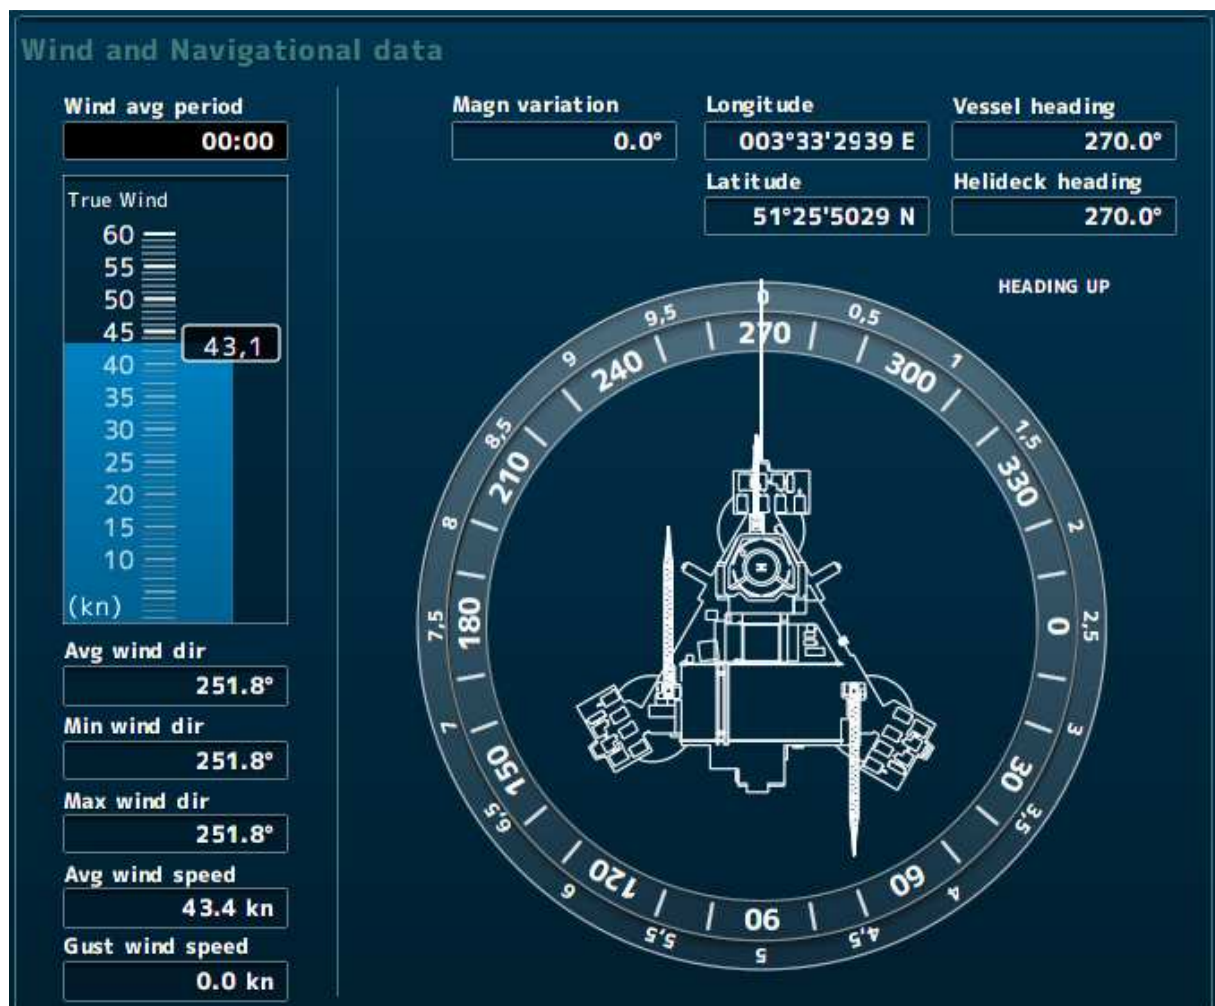 Wind and Navigational data
Wind avg period
00:00
True Wind
60
55
50
45
43,1
40
35
30
25
20
15
10
(kn)
Avg wind dir
251.8°
Min wind dir
251.8°
Max wind dir
251.8°
Avg wind speed
43.4 kn
Gust wind speed
0.0 kn
Magn variation
0.0°
Longitude
003°33'2939 E
Latitude
51°25'5029 N
Vessel heading
270.0°
Helideck heading
270.0°
HEADING UP
0
0,5
1
1,5
2
2,5
3
3,5
4
4,5
5
5,5
6
6,5
7
7,5
8
8,5
9
9,5
270
300
330
0
30
60
90
120
150
180
210
240
H